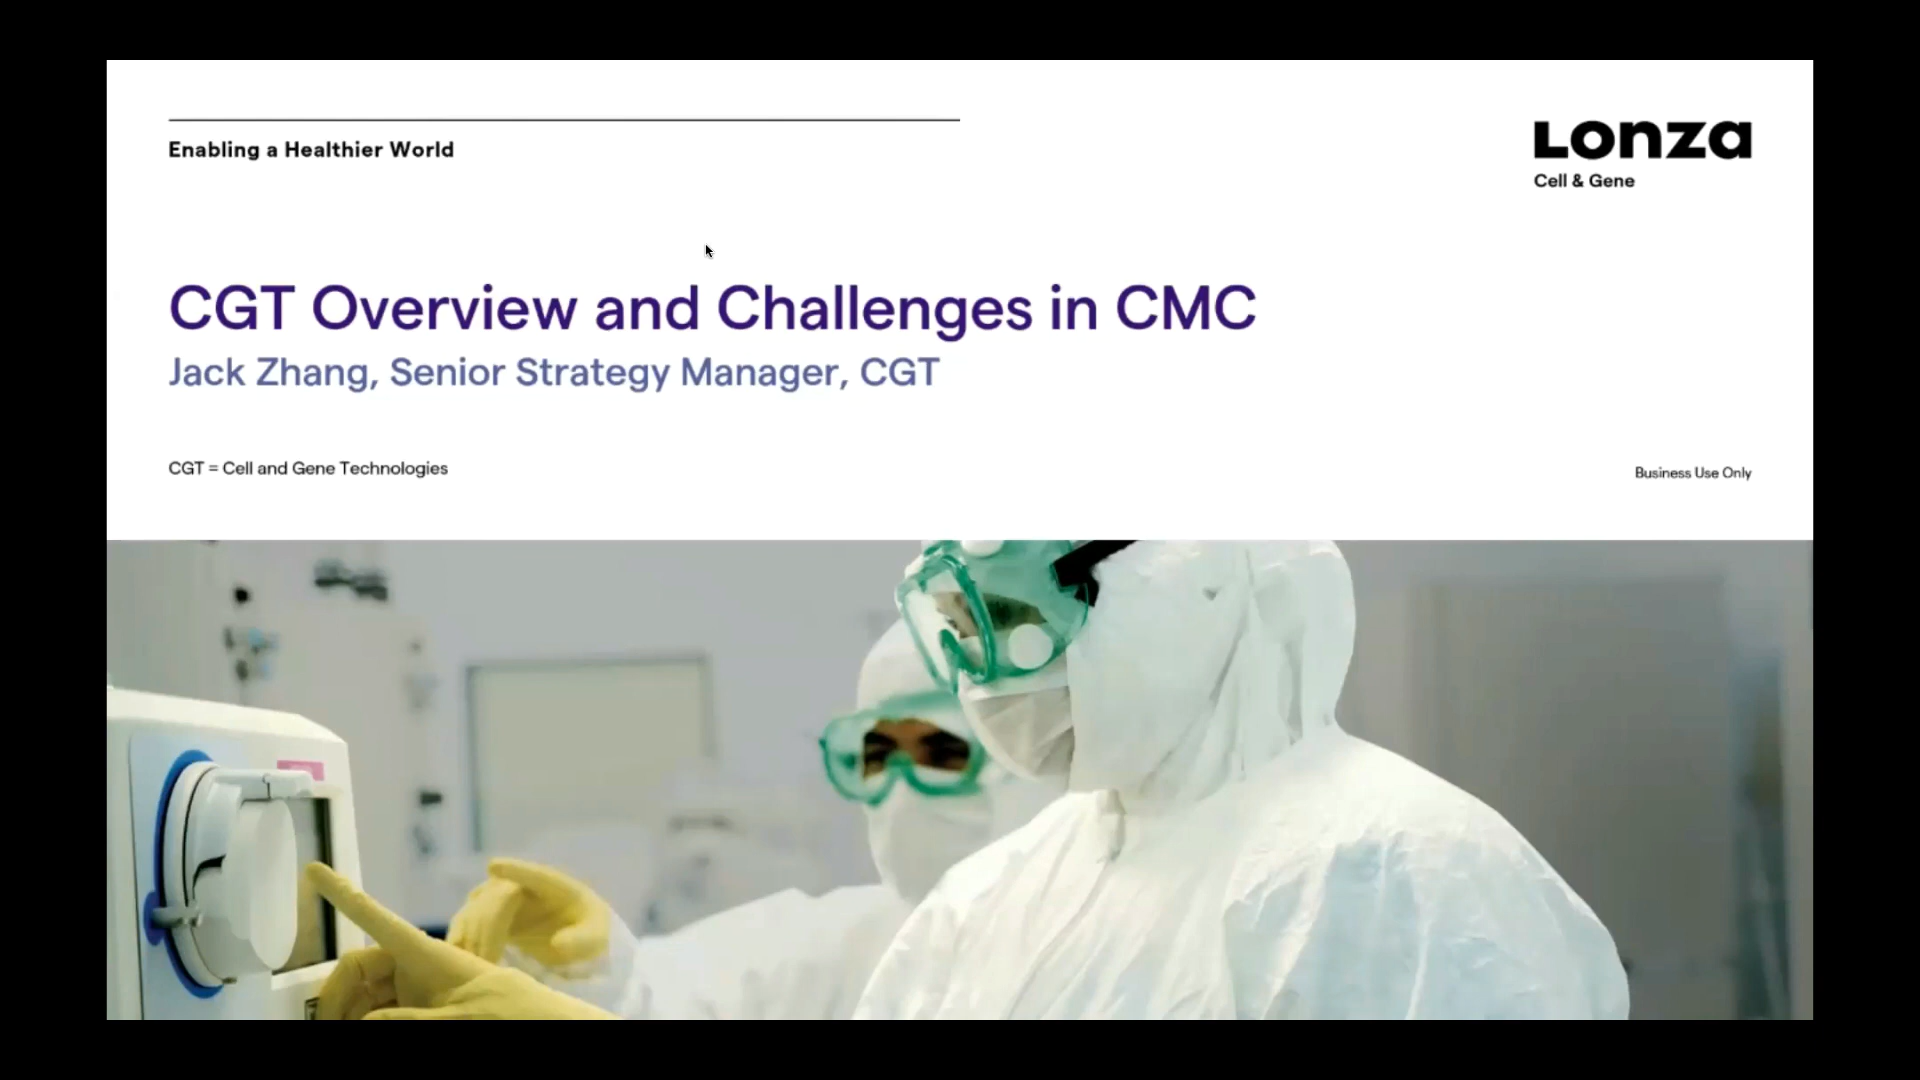 Enabling a Healthier World
Lonza
Cell & Gene
CGT Overview and Challenges in CMC
Jack Zhang, Senior Strategy Manager, CGT
CGT = Cell and Gene Technologies
Business Use Only